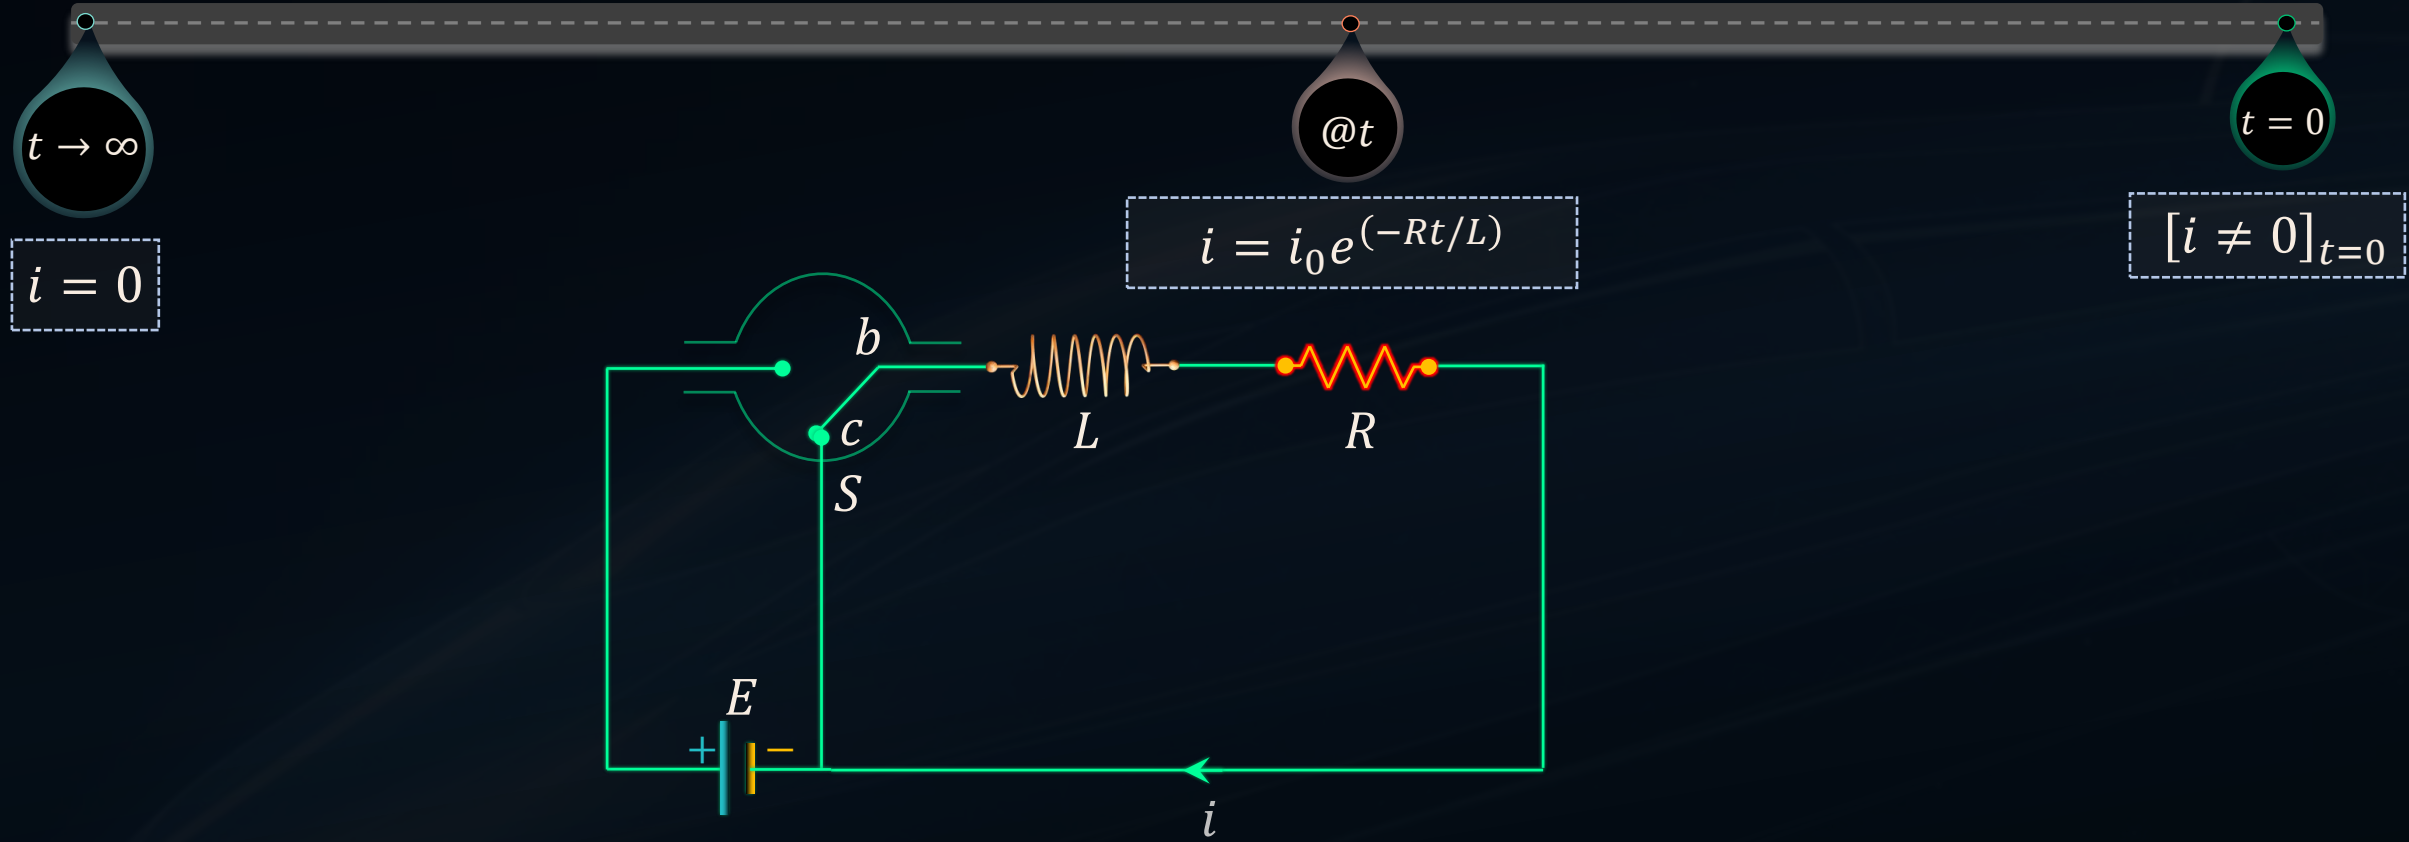 t → ∞
@t
t = 0
i = 0
i = i₀e^(−Rt/L)
[i ≠ 0]ₜ₌₀
b
c
S
L
R
E
+
−
i